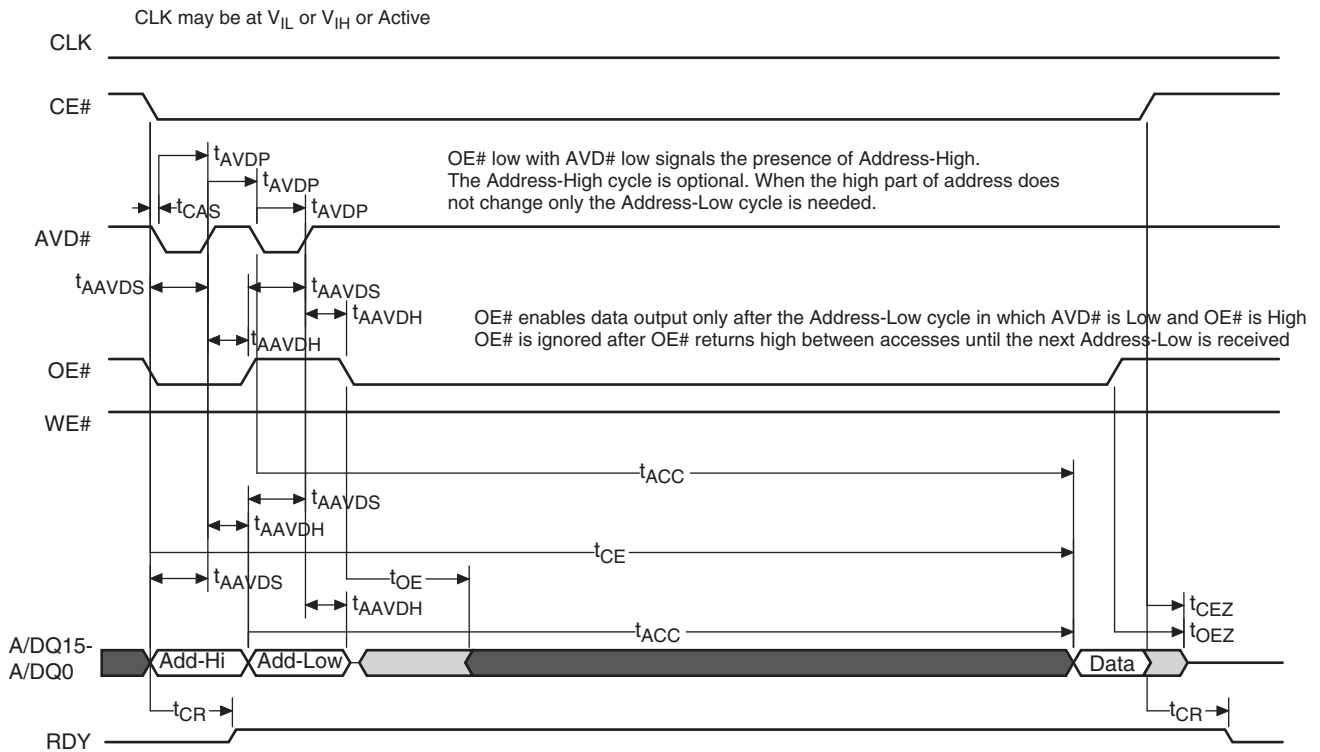 CLK may be at VIL or VIH or Active
CLK
CE#
tAVDP
OE# low with AVD# low signals the presence of Address-High.
tAVDP
The Address-High cycle is optional. When the high part of address does
tCAS
tAVDP
not change only the Address-Low cycle is needed.
AVD#
tAAVDS
tAAVDS
tAAVDH
OE# enables data output only after the Address-Low cycle in which AVD# is Low and OE# is High
tAAVDH
OE# is ignored after OE# returns high between accesses until the next Address-Low is received
OE#
WE#
tACC
tAAVDS
tAAVDH
tCE
tAAVDS
tOE
tAAVDH
tCEZ
tACC
tOEZ
A/DQ15-
A/DQ0
Add-Hi
Add-Low
Data
tCR
tCR
RDY